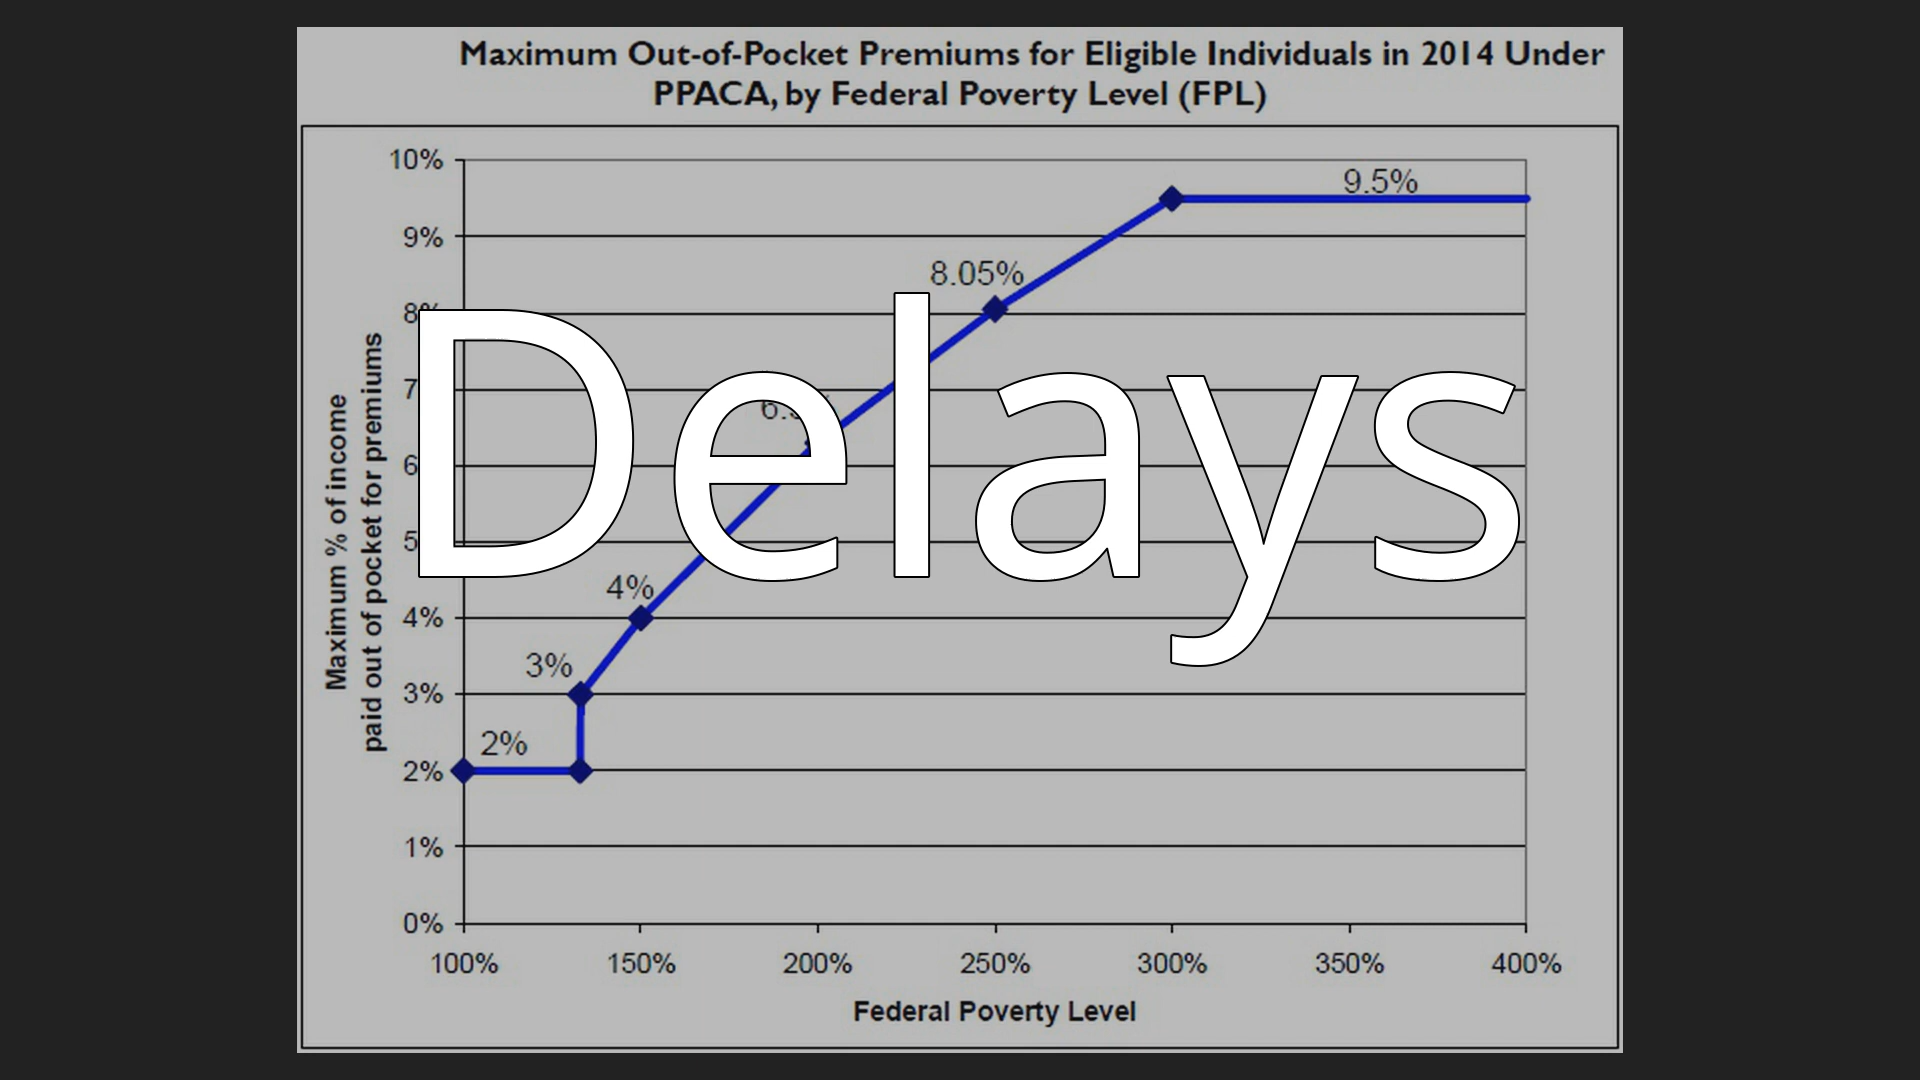 Maximum Out-of-Pocket Premiums for Eligible Individuals in 2014 Under
PPACA, by Federal Poverty Level (FPL)
Maximum % of income
paid out of pocket for premiums
10%
9%
4%
3%
2%
1%
0%
2%
3%
4%
8.05%
9.5%
Delays
100% 150% 200% 250% 300% 350% 400%
Federal Poverty Level